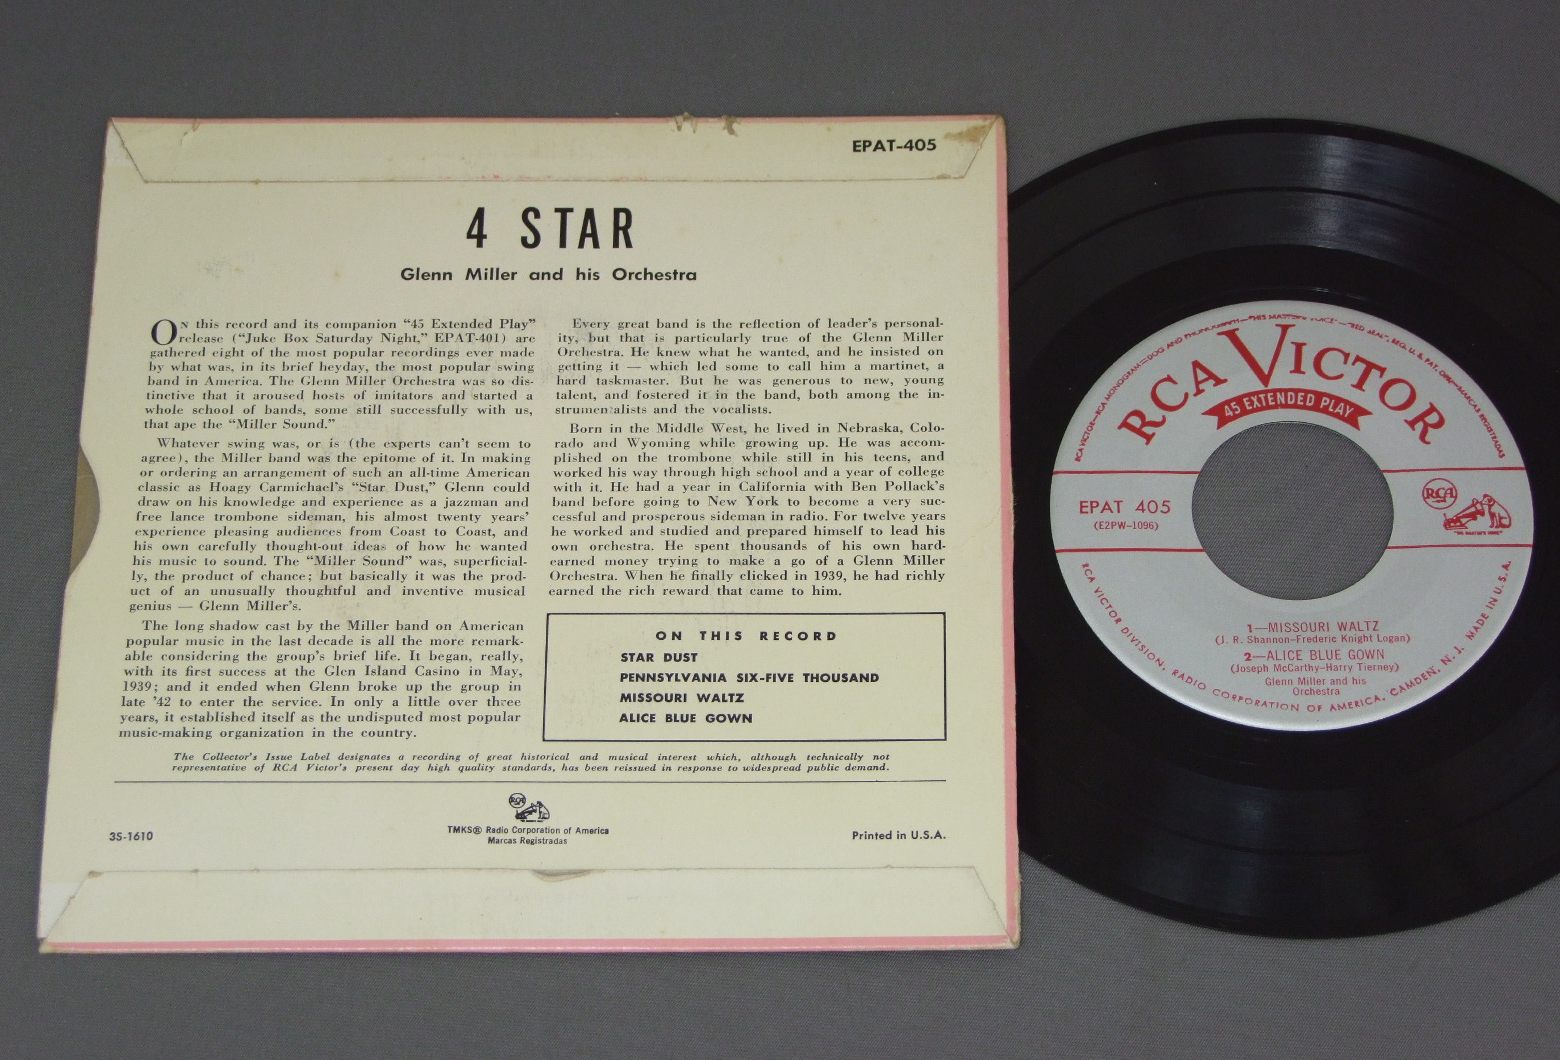 EPAT-405
4 STAR
Glenn Miller and his Orchestra
ON this record and its companion “45 Extended Play”
release (“Juke Box Saturday Night,” EPAT-401) are
gathered eight of the most popular recordings ever made
by what was, in its brief heyday, the most popular swing
band in America. The Glenn Miller Orchestra was so dis-
tinctive that it aroused hosts of imitators and started a
whole school of bands, some still successfully with us,
that ape the “Miller Sound.”
Whatever swing was, or is (the experts can’t seem to
agree), the Miller band was the epitome of it. In making
or ordering an arrangement of such an all-time American
classic as Hoagy Carmichael’s “Star Dust,” Glenn could
draw on his knowledge and experience as a jazzman and
free lance trombone sideman, his almost twenty years’
experience pleasing audiences from Coast to Coast, and
his own carefully thought-out ideas of how he wanted
his music to sound. The “Miller Sound” was, superficial-
ly, the product of chance; but basically it was the prod-
uct of an unusually thoughtful and inventive musical
genius — Glenn Miller’s.
The long shadow cast by the Miller band on American
popular music in the last decade is all the more remark-
able considering the group’s brief life. It began, really,
with its first success at the Glen Island Casino in May,
1939; and it ended when Glenn broke up the group in
late ’42 to enter the service. In only a little over three
years, it established itself as the undisputed most popular
music-making organization in the country.
Every great band is the reflection of leader’s personal-
ity, but that is particularly true of the Glenn Miller
Orchestra. He knew what he wanted, and he insisted on
getting it — which led some to call him a martinet, a
hard taskmaster. But he was generous to new, young
talent, and fostered it in the band, both among the in-
strumentalists and the vocalists.
Born in the Middle West, he lived in Nebraska, Colo-
rado and Wyoming while growing up. He was accom-
plished on the trombone while still in his teens, and
worked his way through high school and a year of college
with it. He had a year in California with Ben Pollack’s
band before going to New York to become a very suc-
cessful and prosperous sideman in radio. For twelve years
he worked and studied and prepared himself to lead his
own orchestra. He spent thousands of his own hard-
earned money trying to make a go of a Glenn Miller
Orchestra. When he finally clicked in 1939, he had richly
earned the rich reward that came to him.
ON THIS RECORD
STAR DUST
PENNSYLVANIA SIX-FIVE THOUSAND
MISSOURI WALTZ
ALICE BLUE GOWN
The Collector’s Issue Label designates a recording of great historical and musical interest which, although technically not
representative of RCA Victor’s present day high quality standards, has been reissued in response to widespread public demand.
RCA
35-1610
TMKS® Radio Corporation of America
Marcas Registradas
Printed in U.S.A.
RCA VICTOR—RCA MONOGRAM—DOG AND PHONOGRAPH—"HIS MASTER'S VOICE"—"RED SEAL", REG. U. S. PAT. OFF.—MARCAS REGISTRADAS
RCA VICTOR
45 EXTENDED PLAY
EPAT 405
(E2PW-1096)
RCA
"HIS MASTER'S VOICE"
1—MISSOURI WALTZ
(J. R. Shannon-Frederic Knight Logan)
2—ALICE BLUE GOWN
(Joseph McCarthy-Harry Tierney)
Glenn Miller and his
Orchestra
RCA VICTOR DIVISION, RADIO CORPORATION OF AMERICA, CAMDEN, N. J. MADE IN U. S. A.